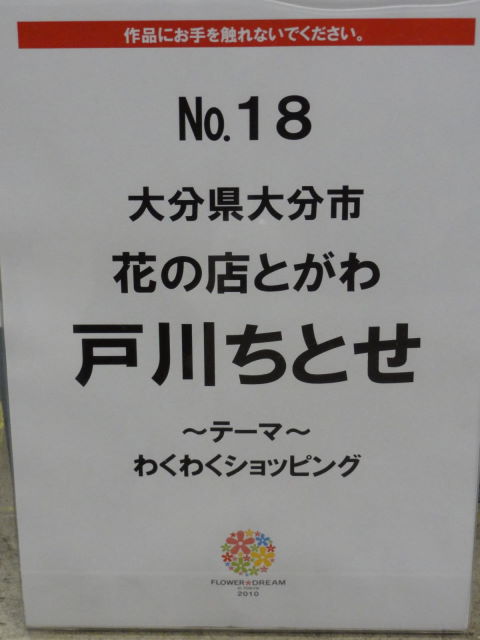 作品にお手を触れないでください。
No.18
大分県大分市
花の店とがわ
戸川ちとせ
～テーマ～
わくわくショッピング
FLOWER★DREAM
in TOKYO
2010